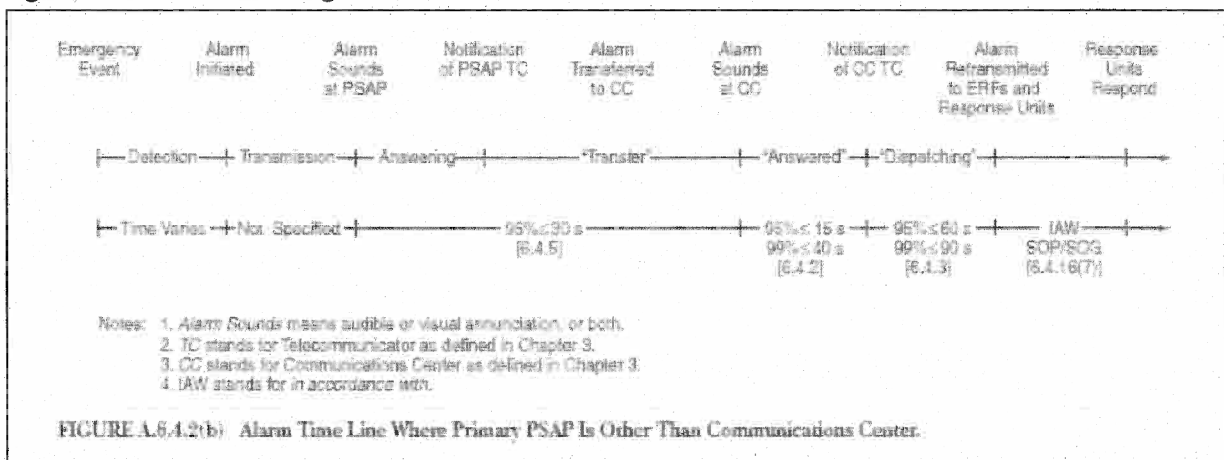 Emergency Event
Alarm Initiated
Alarm Sounds at PSAP
Notification of PSAP TC
Alarm Transferred to CC
Alarm Sounds at CC
Notification of CC TC
Alarm Retransmitted to ERFs and Response Units
Response Units Respond
Detection Transmission Answering "Transfer" "Answered" "Dispatching"
Time Varies Not Specified 95% ≤ 30 s 95% ≤ 15 s 95% ≤ 60 s IAW
[6.4.5] 99% ≤ 40 s 99% ≤ 90 s SOP/SOG
[6.4.2] [6.4.3] [6.4.16(7)]
Notes: 1. Alarm Sounds means audible or visual annunciation, or both.
2. TC stands for Telecommunicator as defined in Chapter 3.
3. CC stands for Communications Center as defined in Chapter 3.
4. IAW stands for in accordance with.
FIGURE A.6.4.2(b) Alarm Time Line Where Primary PSAP Is Other Than Communications Center.